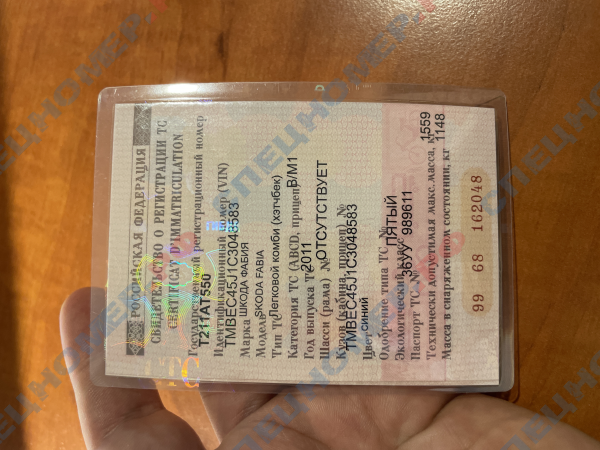 РОССИЙСКАЯ ФЕДЕРАЦИЯ
СВИДЕТЕЛЬСТВО О РЕГИСТРАЦИИ ТС
CERTIFICAT D'IMMATRICULATION
Государственный регистрационный номер
Т211АТ550
Идентификационный номер (VIN)
TMBEC45J1C3048583
Марка ШКОДА ФАБИЯ
Модель SKODA FABIA
Тип ТС Легковой комби (хэтчбек)
Категория ТС (ABCD, прицеп) В/М1
Год выпуска ТС 2011
Шасси (рама) № ОТСУТСТВУЕТ
Кузов (кабина, прицеп) №
TMBEC45J1C3048583
Цвет синий
Одобрение типа ТС №
Экологический класс ПЯТЫЙ
Паспорт ТС № 36УУ 989611
Технически допустимая макс. масса, кг 1559
Масса в снаряженном состоянии, кг 1148
99 68 162048
СПЕЦНОМЕР.РФ